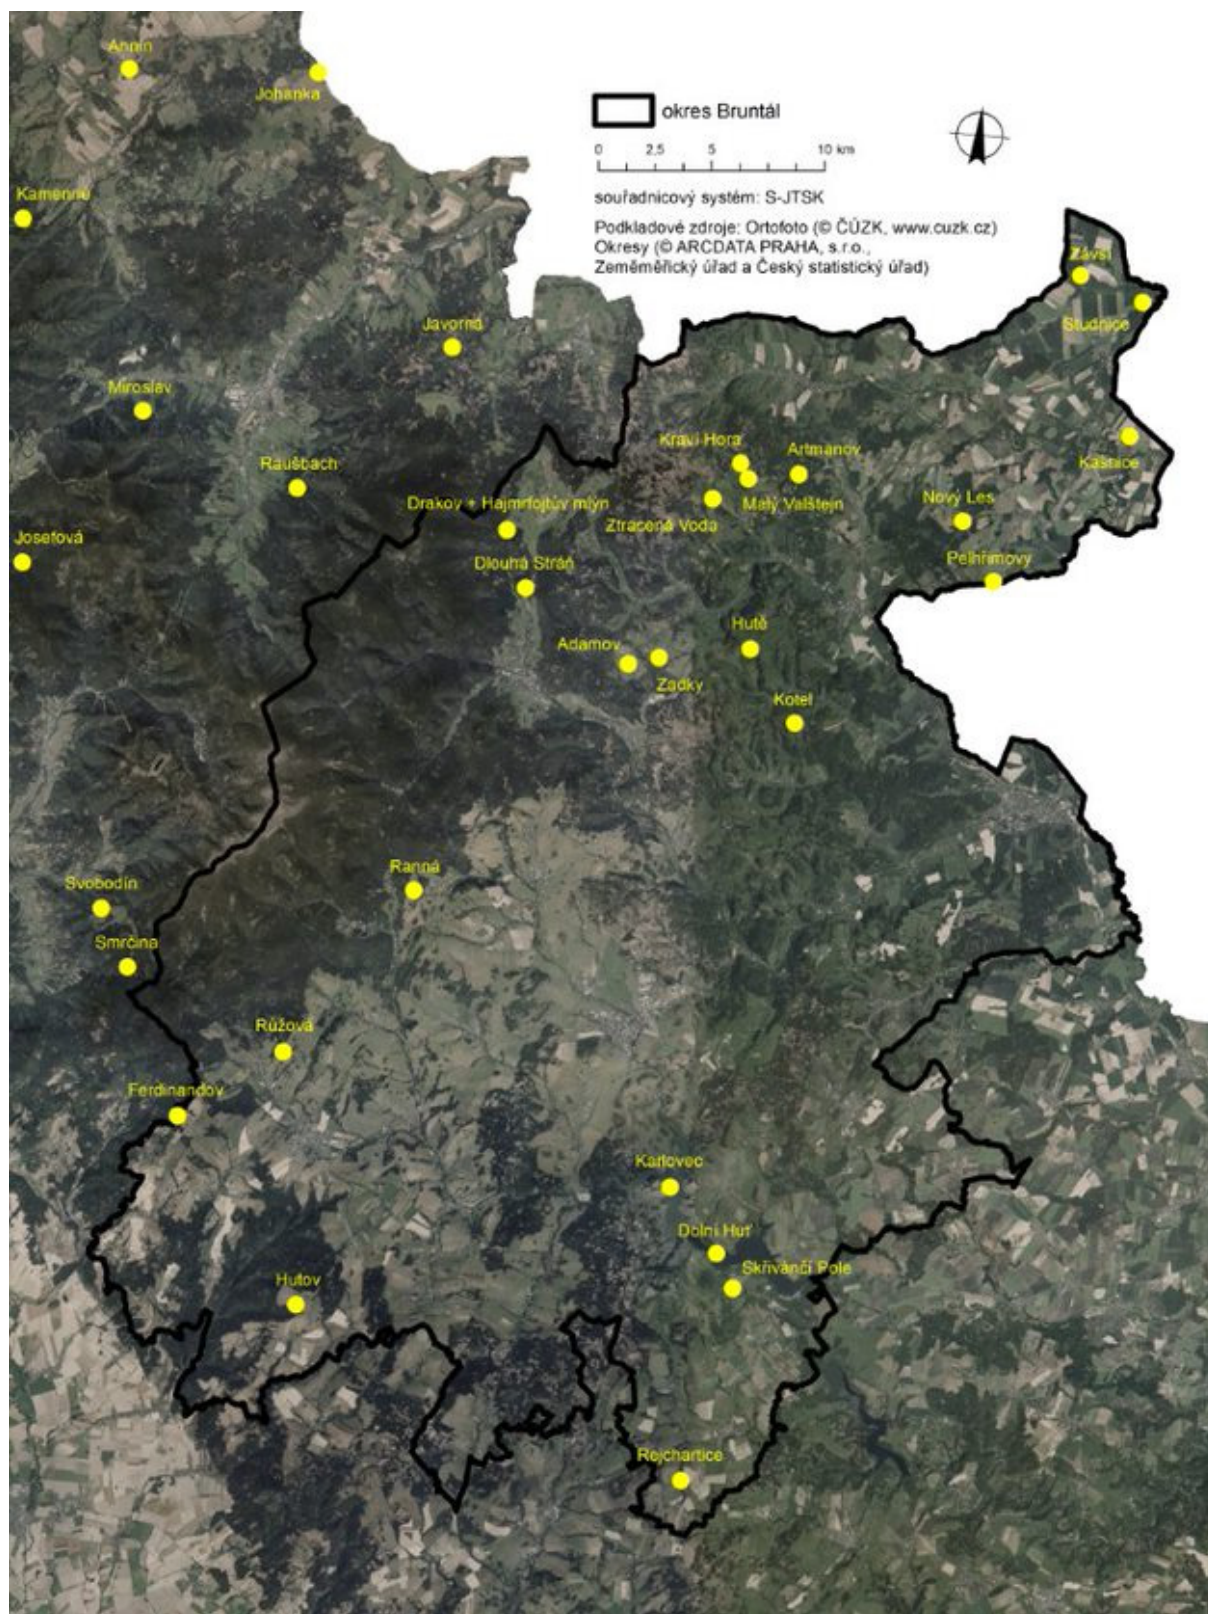 Annín
Johanka
okres Bruntál
0 2,5 5 10 km
souřadnicový systém: S-JTSK
Kamenné
Podkladové zdroje: Ortofoto (© ČÚZK, www.cuzk.cz)
Okresy (© ARCDATA PRAHA, s.r.o.,
Zeměměřický úřad a Český statistický úřad)
Závsí
Studnice
Javorná
Miroslav
Kraví Hora
Artmanov
Kašnice
Raušbach
Drakov + Hajmrlojtův mlýn
Malý Valštejn
Nový Les
Ztracená Voda
Josefová
Dlouhá Stráň
Pelhřimovy
Hutě
Adamov
Zadky
Kotel
Ranná
Svobodín
Smrčina
Růžová
Ferdinandov
Karlovec
Dolní Huť
Skřivánčí Pole
Hutov
Rejchartice